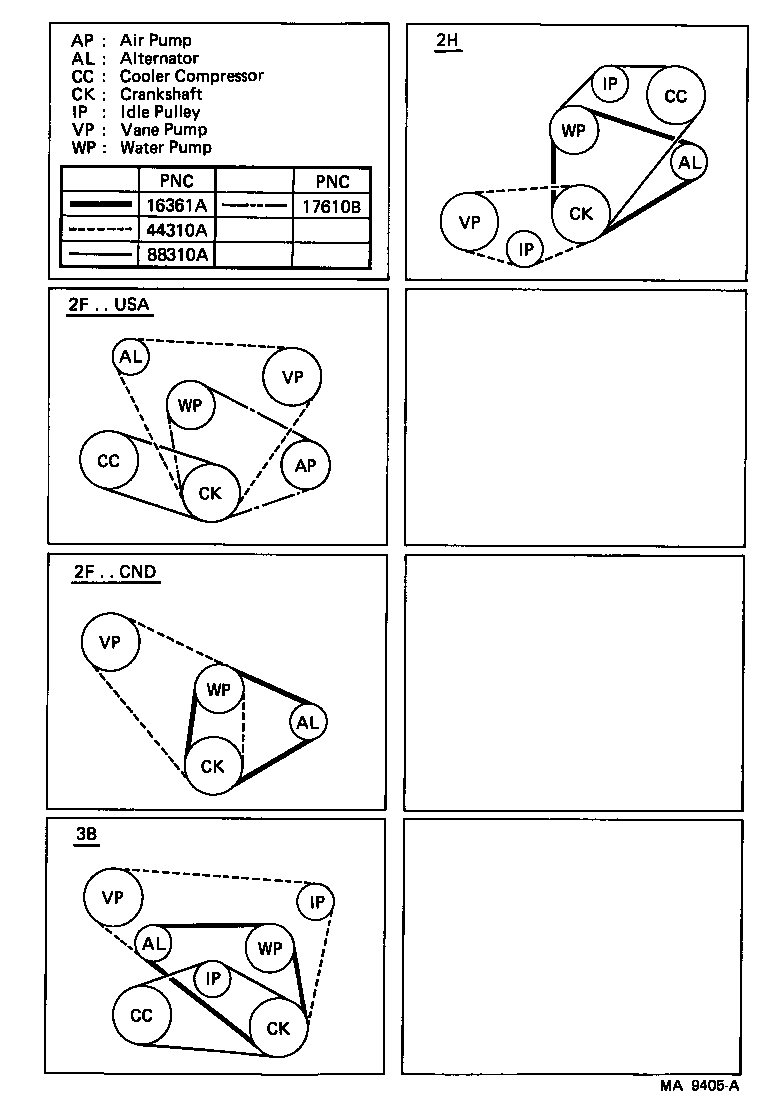 AP : Air Pump
AL : Alternator
CC : Cooler Compressor
CK : Crankshaft
IP : Idle Pulley
VP : Vane Pump
WP : Water Pump
PNC PNC
16361A 17610B
44310A
88310A
2H
IP
CC
WP
AL
VP
CK
IP
2F . . USA
AL
VP
WP
CC
AP
CK
2F . . CND
VP
WP
AL
CK
3B
VP
IP
AL
WP
IP
CC
CK
MA 9405-A